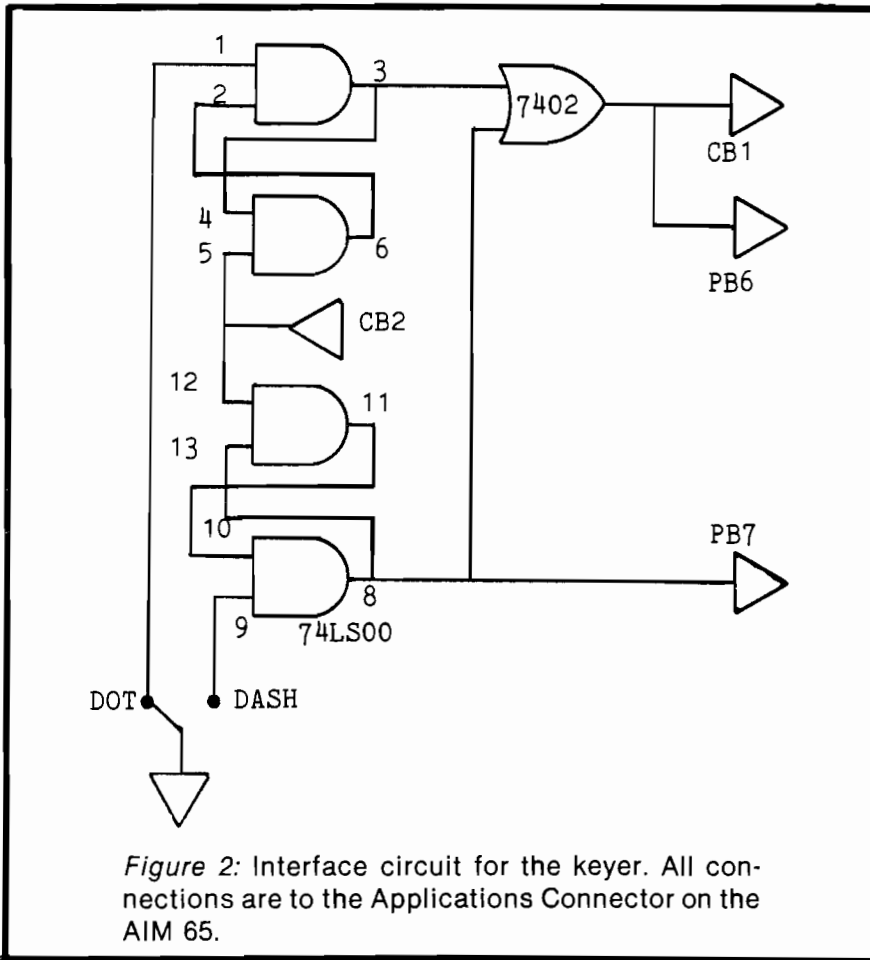 1
2
3
7402
CB1
4
5
6
PB6
CB2
12
11
13
10
PB7
9
8
74LS00
DOT
DASH
Figure 2: Interface circuit for the keyer. All con-
nections are to the Applications Connector on the
AIM 65.